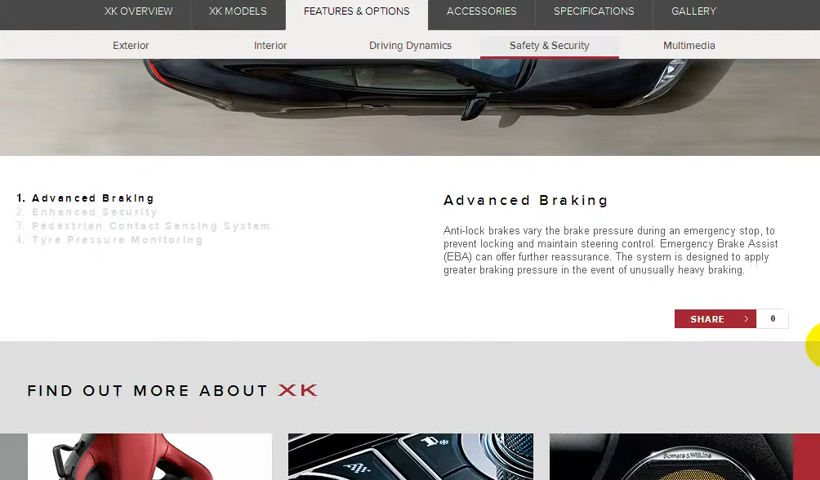 XK OVERVIEW
XK MODELS
FEATURES & OPTIONS
ACCESSORIES
SPECIFICATIONS
GALLERY
Exterior
Interior
Driving Dynamics
Safety & Security
Multimedia
1. Advanced Braking
2. Enhanced Security
3. Pedestrian Contact Sensing System
4. Tyre Pressure Monitoring
Advanced Braking
Anti-lock brakes vary the brake pressure during an emergency stop, to
prevent locking and maintain steering control. Emergency Brake Assist
(EBA) can offer further reassurance. The system is designed to apply
greater braking pressure in the event of unusually heavy braking.
SHARE
0
FIND OUT MORE ABOUT XK
Bowers & Wilkins